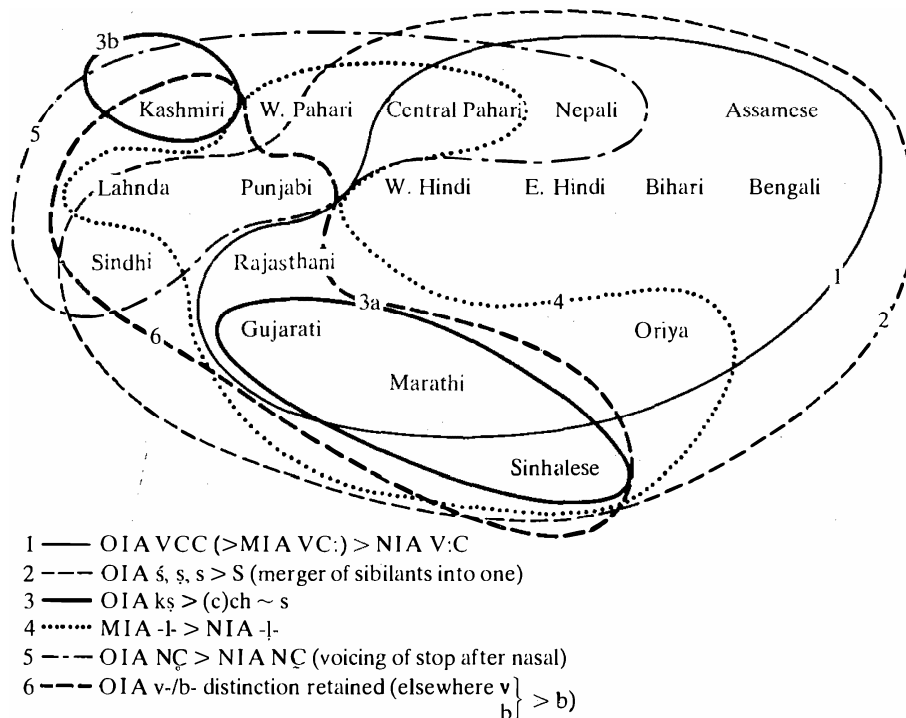 3b
Kashmiri W. Pahari Central Pahari Nepali Assamese
5
Lahnda Punjabi W. Hindi E. Hindi Bihari Bengali
Sindhi Rajasthani 1
3a 4 2
6 Gujarati Oriya
Marathi
Sinhalese
1 OIA VCC (>MIA VC:) > NIA V:C
2 OIA ś, ṣ, s > S (merger of sibilants into one)
3 OIA kṣ > (c)ch ~ s
4 MIA -l- > NIA -ḷ-
5 OIA NC̥ > NIA NC̬ (voicing of stop after nasal)
6 OIA v-/b- distinction retained (elsewhere v
b} > b)